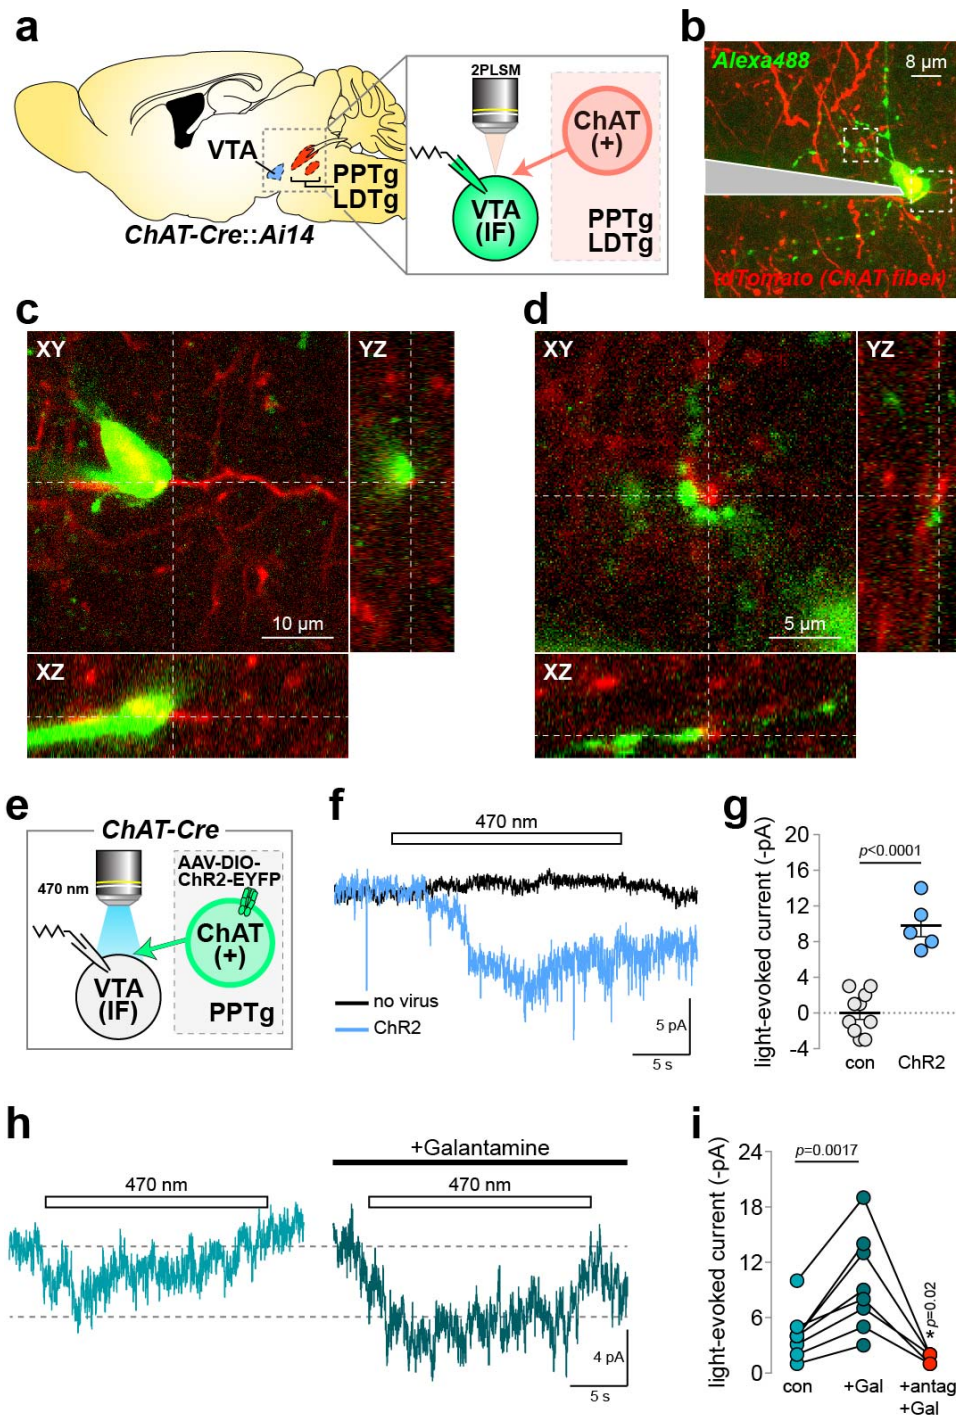 a
VTA
PPTg
LDTg
ChAT-Cre::Ai14
2PLSM
ChAT
(+)
VTA
(IF)
PPTg
LDTg
b
Alexa488
8 µm
tdTomato (ChAT fiber)
c
XY
YZ
10 µm
XZ
d
XY
YZ
5 µm
XZ
e
ChAT-Cre
470 nm
AAV-DIO-
ChR2-EYFP
ChAT
(+)
VTA
(IF)
PPTg
f
470 nm
no virus
ChR2
5 pA
5 s
g
light-evoked current (-pA)
20
16
12
8
4
0
-4
p<0.0001
con
ChR2
h
+Galantamine
470 nm
470 nm
4 pA
5 s
i
light-evoked current (-pA)
24
18
12
6
0
p=0.0017
* p=0.02
con
+Gal
+antag
+Gal